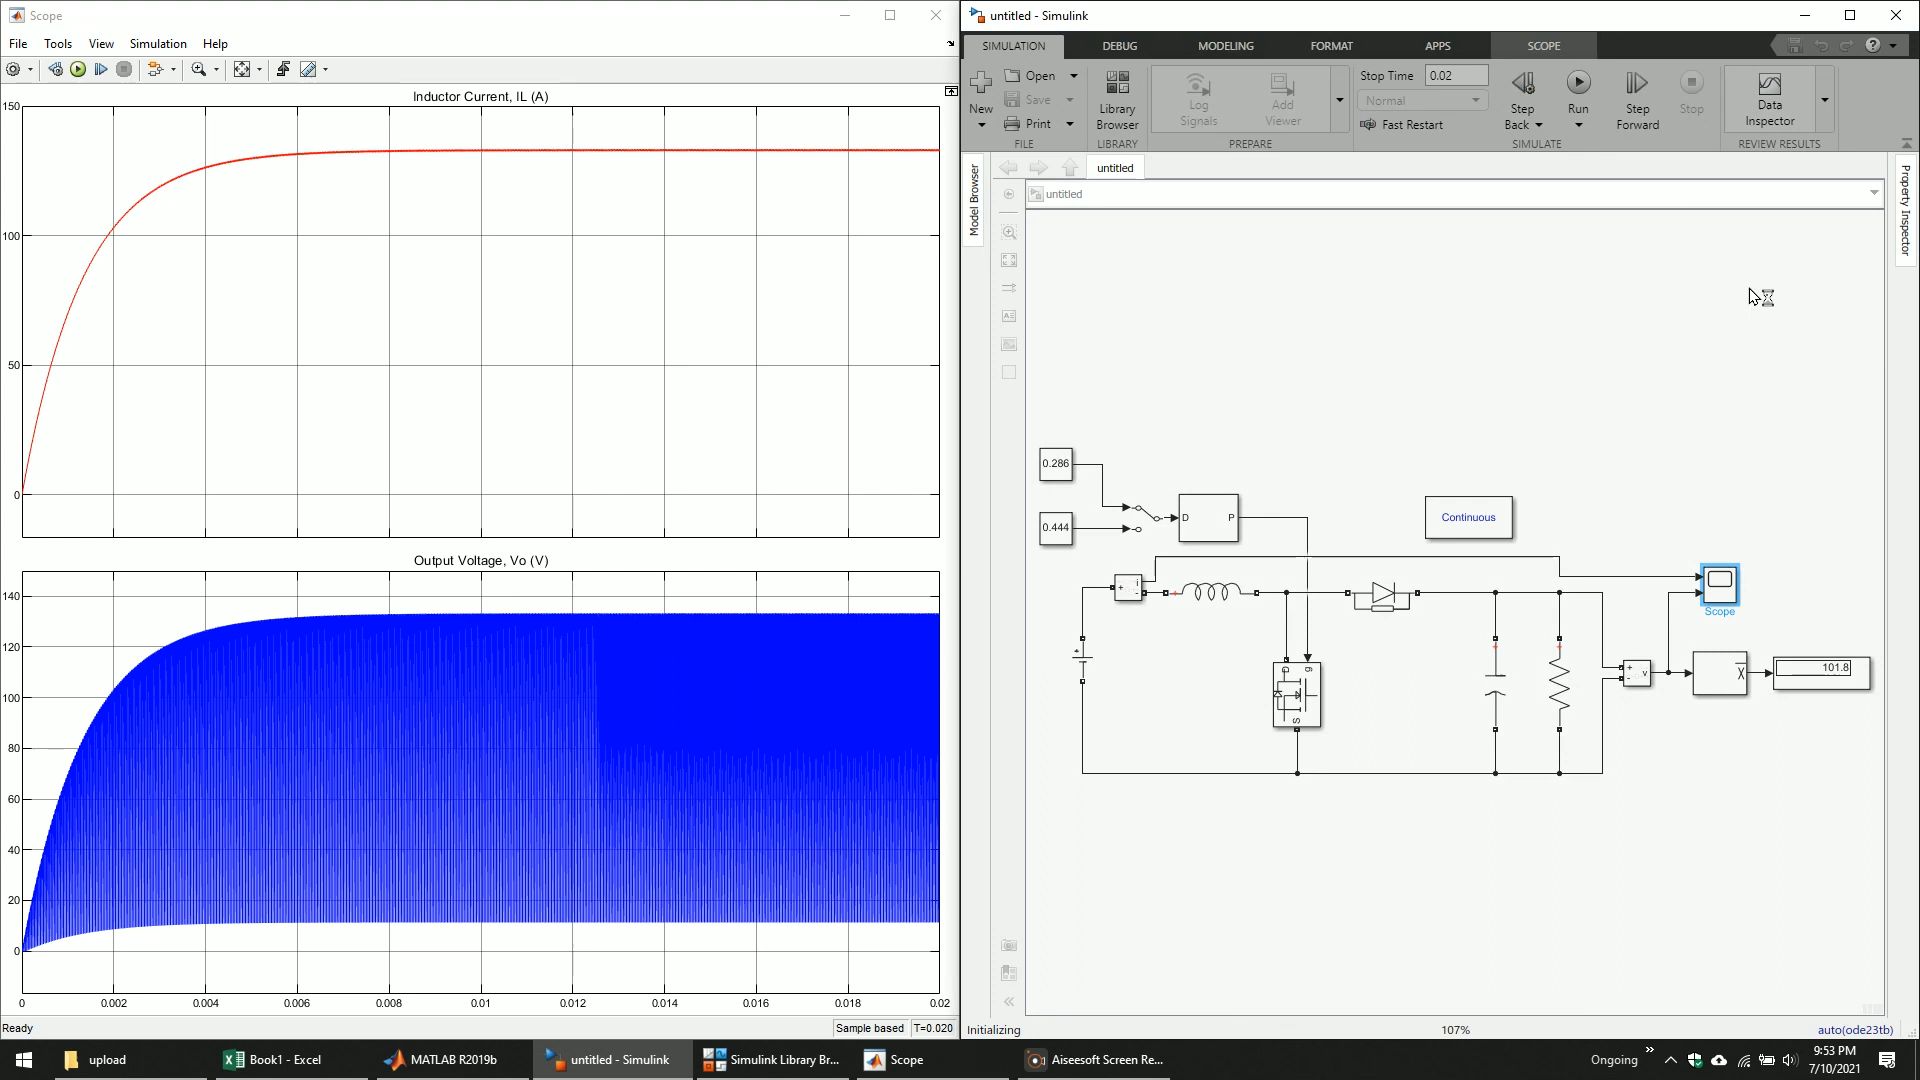 Scope
File Tools View Simulation Help
Inductor Current, IL (A)
150
100
50
0
Output Voltage, Vo (V)
140
120
100
80
60
40
20
0
0 0.002 0.004 0.006 0.008 0.01 0.012 0.014 0.016 0.018 0.02
Ready
Sample based T=0.020
untitled - Simulink
SIMULATION DEBUG MODELING FORMAT APPS SCOPE
New
Open
Save
Print
FILE
Library Browser
LIBRARY
Log Signals
Add Viewer
PREPARE
Stop Time 0.02
Normal
Fast Restart
Step Back
Run
Step Forward
Stop
SIMULATE
Data Inspector
REVIEW RESULTS
Model Browser
untitled
untitled
Property Inspector
0.286
0.444
D P
Continuous
+ - i
Scope
g
D
S
+ - v
X
101.8
Initializing
107%
auto(ode23tb)
upload
Book1 - Excel
MATLAB R2019b
untitled - Simulink
Simulink Library Br...
Scope
Aiseesoft Screen Re...
Ongoing
9:53 PM
7/10/2021